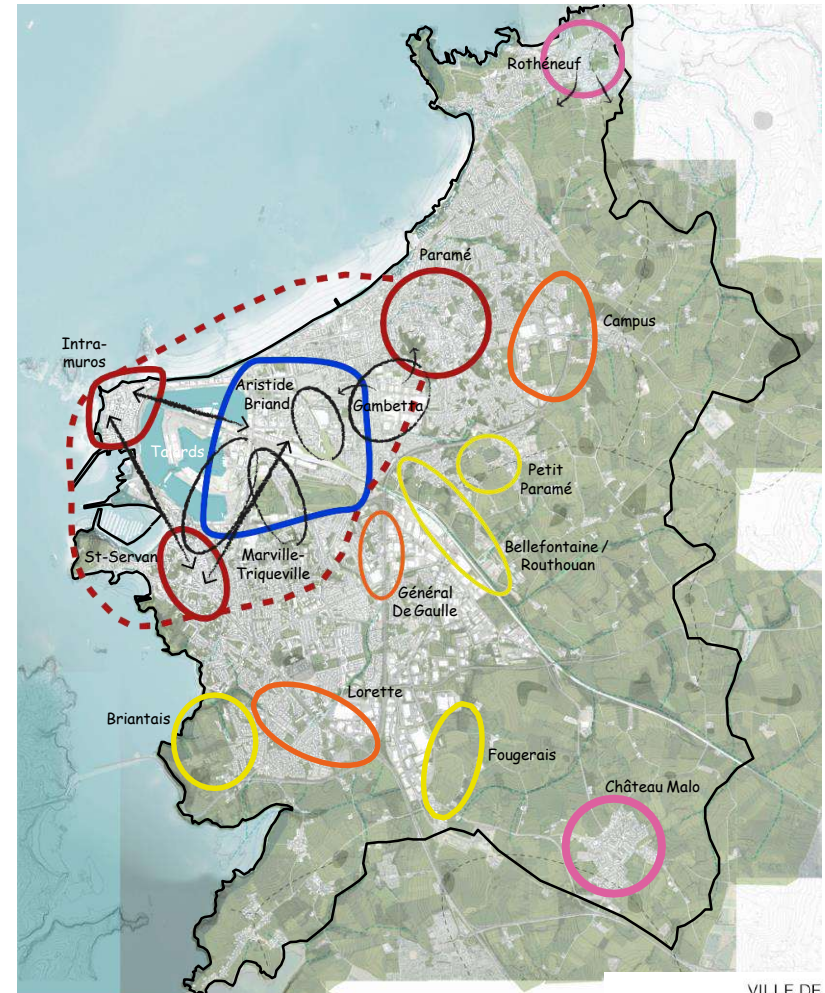 Rothéneuf
Paramé
Campus
Intra-
muros
Aristide
Briand
Gambetta
Talards
Petit
Paramé
St-Servan
Marville-
Triqueville
Bellefontaine /
Routhouan
Général
De Gaulle
Lorette
Briantais
Fougerais
Château Malo
VILLE DE